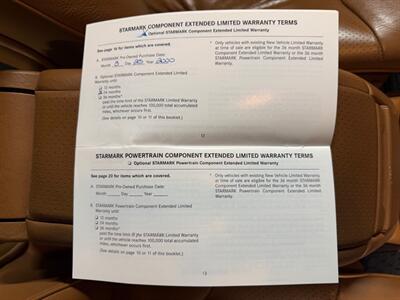 STARMARK COMPONENT EXTENDED LIMITED WARRANTY TERMS
Optional STARMARK Component Extended Limited Warranty
See page 16 for items which are covered.
A. STARMARK Pre-Owned Purchase Date:
Month 8 Day 25 Year 2000
B. Optional STARMARK Component Extended Limited
Warranty until
12 months
24 months
36 months*
past the time limit of the STARMARK Limited Warranty
or until the vehicle reaches 100,000 total accumulated
miles, whichever occurs first.
(See details on page 10 or 11 of this booklet.)
* Only vehicles with existing New Vehicle Limited Warranty
at time of sale are eligible for the 36 month STARMARK
Component Extended Limited Warranty or the 36 month
STARMARK Powertrain Component Extended Limited
Warranty.
12
STARMARK POWERTRAIN COMPONENT EXTENDED LIMITED WARRANTY TERMS
Optional STARMARK Powertrain Component Extended Limited Warranty
See page 20 for items which are covered.
A. STARMARK Pre-Owned Purchase Date:
Month ____ Day ____ Year ____
B. STARMARK Powertrain Component Extended Limited
Warranty until
12 months
24 months
36 months*
past the time limit of the STARMARK Limited Warranty
or until the vehicle reaches 100,000 total accumulated
miles, whichever occurs first.
(See details on page 10 or 11 of this booklet.)
* Only vehicles with existing New Vehicle Limited Warranty
at time of sale are eligible for the 36 month STARMARK
Component Extended Limited Warranty or the 36 month
STARMARK Powertrain Component Extended Limited
Warranty.
13